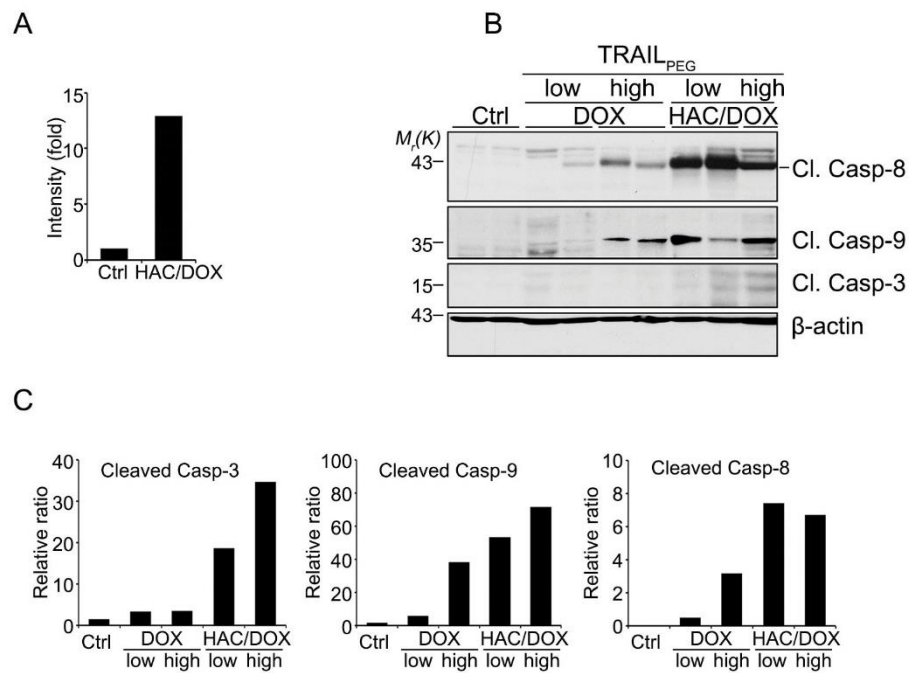 A
Intensity (fold)
15
10
5
0
Ctrl HAC/DOX
B
TRAILPEG
low high low high
Ctrl DOX HAC/DOX
Mr(K)
43
Cl. Casp-8
35
Cl. Casp-9
15
Cl. Casp-3
43
β-actin
C
Relative ratio
40
30
20
10
0
Cleaved Casp-3
Ctrl DOX HAC/DOX
low high low high
Relative ratio
100
80
60
40
20
0
Cleaved Casp-9
Ctrl DOX HAC/DOX
low high low high
Relative ratio
8
6
4
2
0
Cleaved Casp-8
Ctrl DOX HAC/DOX
low high low high